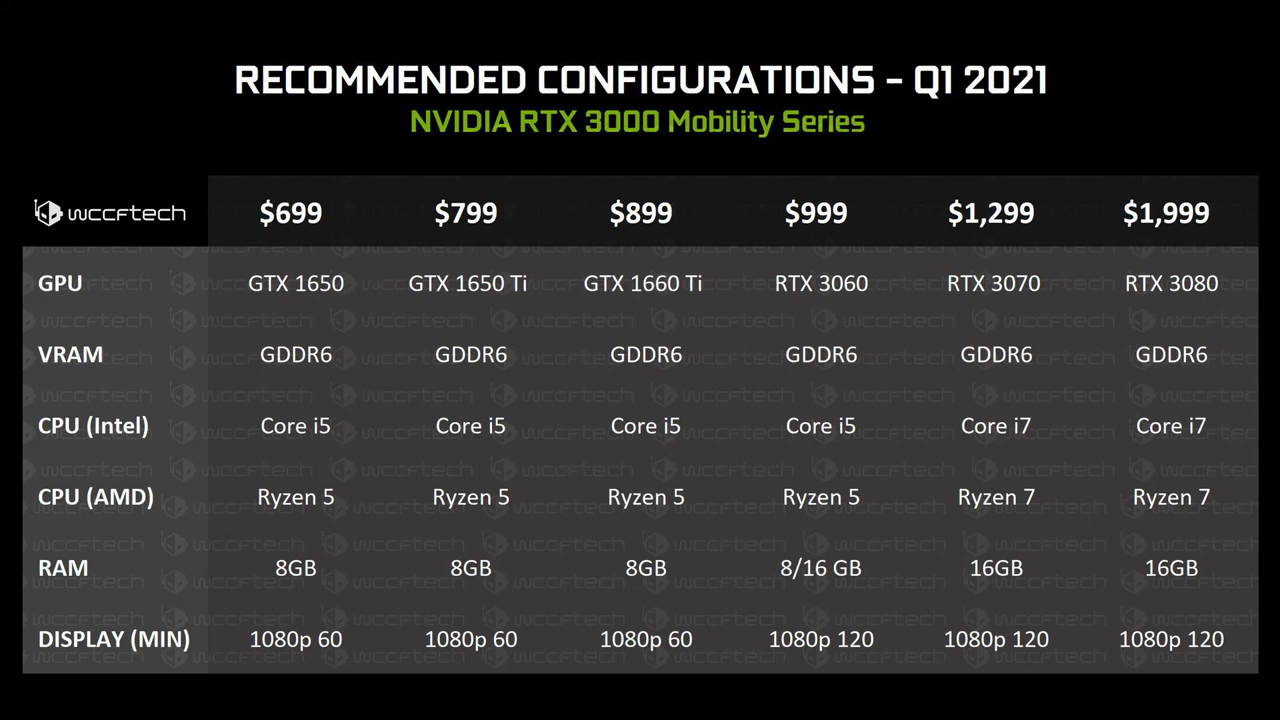 RECOMMENDED CONFIGURATIONS – Q1 2021
NVIDIA RTX 3000 Mobility Series
wccftech $699 $799 $899 $999 $1,299 $1,999
GPU GTX 1650 GTX 1650 Ti GTX 1660 Ti RTX 3060 RTX 3070 RTX 3080
VRAM GDDR6 GDDR6 GDDR6 GDDR6 GDDR6 GDDR6
CPU (Intel) Core i5 Core i5 Core i5 Core i5 Core i7 Core i7
CPU (AMD) Ryzen 5 Ryzen 5 Ryzen 5 Ryzen 5 Ryzen 7 Ryzen 7
RAM 8GB 8GB 8GB 8/16 GB 16GB 16GB
DISPLAY (MIN) 1080p 60 1080p 60 1080p 60 1080p 120 1080p 120 1080p 120